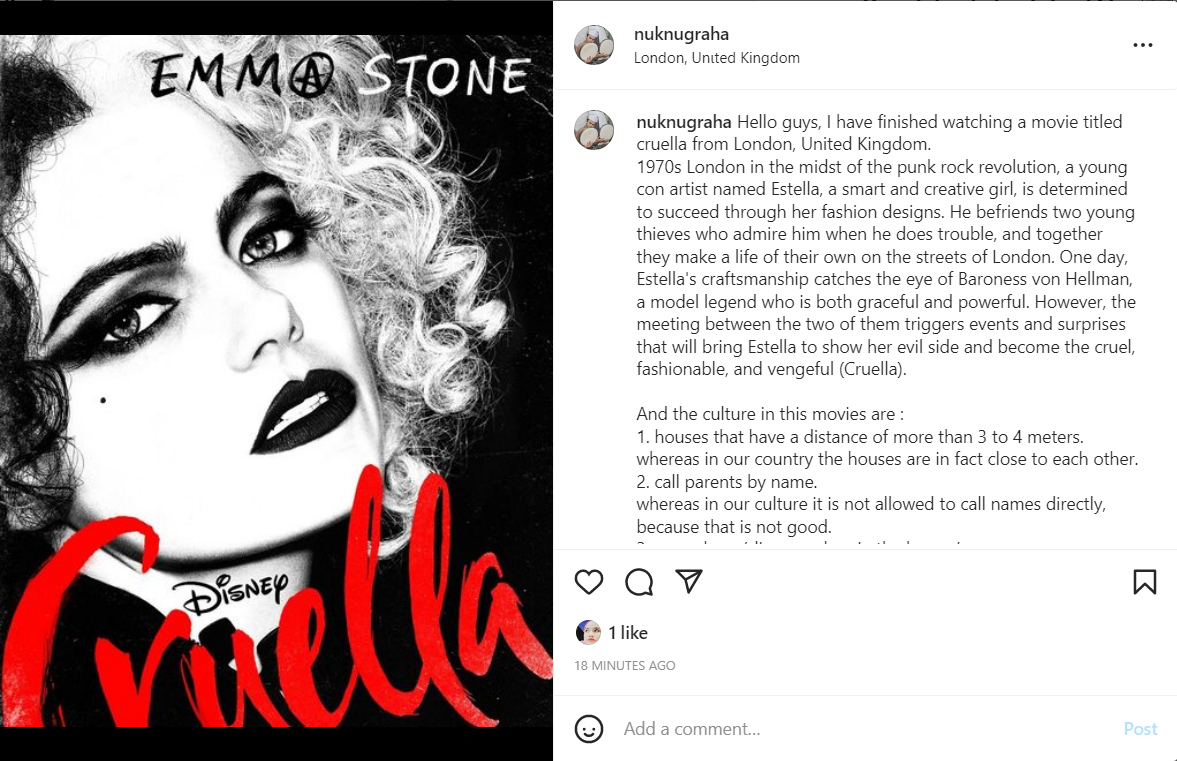 EMMA STONE
DISNEY
Cruella
nuknugraha
London, United Kingdom
nuknugraha Hello guys, I have finished watching a movie titled
cruella from London, United Kingdom.
1970s London in the midst of the punk rock revolution, a young
con artist named Estella, a smart and creative girl, is determined
to succeed through her fashion designs. He befriends two young
thieves who admire him when he does trouble, and together
they make a life of their own on the streets of London. One day,
Estella's craftsmanship catches the eye of Baroness von Hellman,
a model legend who is both graceful and powerful. However, the
meeting between the two of them triggers events and surprises
that will bring Estella to show her evil side and become the cruel,
fashionable, and vengeful (Cruella).
And the culture in this movies are :
1. houses that have a distance of more than 3 to 4 meters.
whereas in our country the houses are in fact close to each other.
2. call parents by name.
whereas in our culture it is not allowed to call names directly,
because that is not good.
1 like
18 MINUTES AGO
Add a comment...
Post